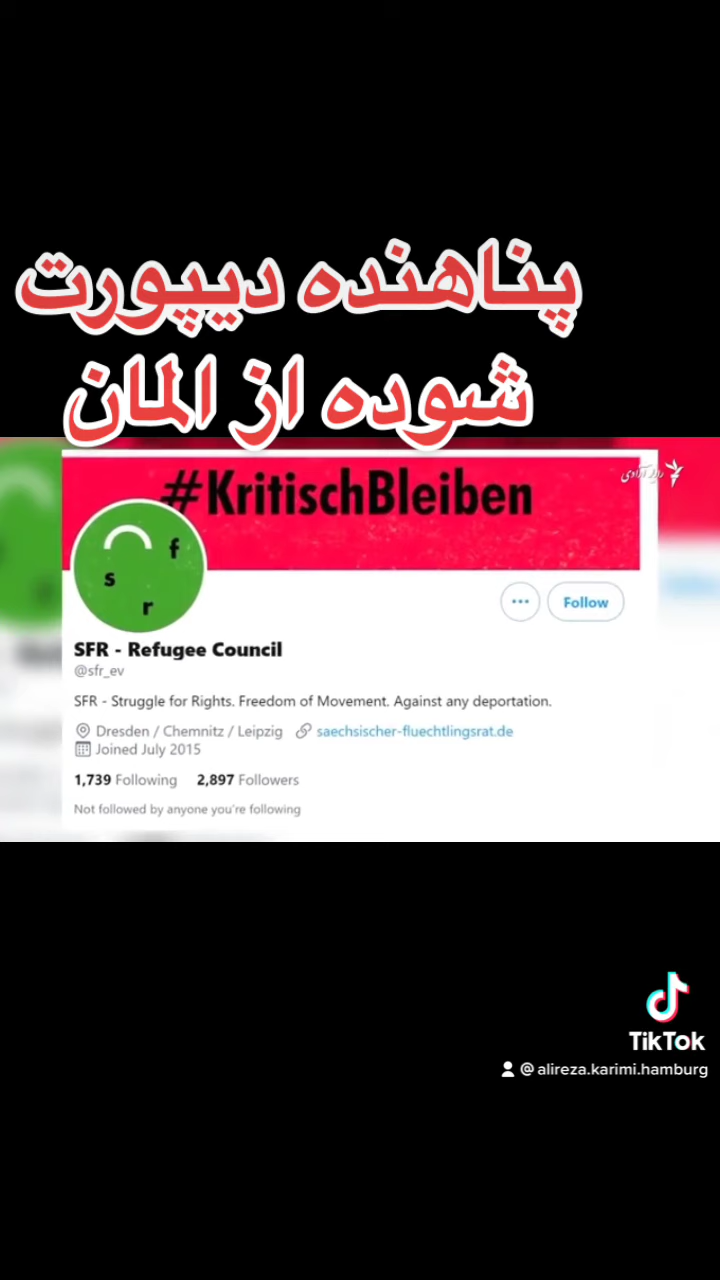 پناهنده دیپورت
شوده از المان
#KritischBleiben
رادیو آزادی
s f r
Follow
SFR - Refugee Council
@sfr_ev
SFR - Struggle for Rights. Freedom of Movement. Against any deportation.
Dresden / Chemnitz / Leipzig saechsischer-fluechtlingsrat.de
Joined July 2015
1,739 Following 2,897 Followers
Not followed by anyone you're following
TikTok
@alireza.karimi.hamburg